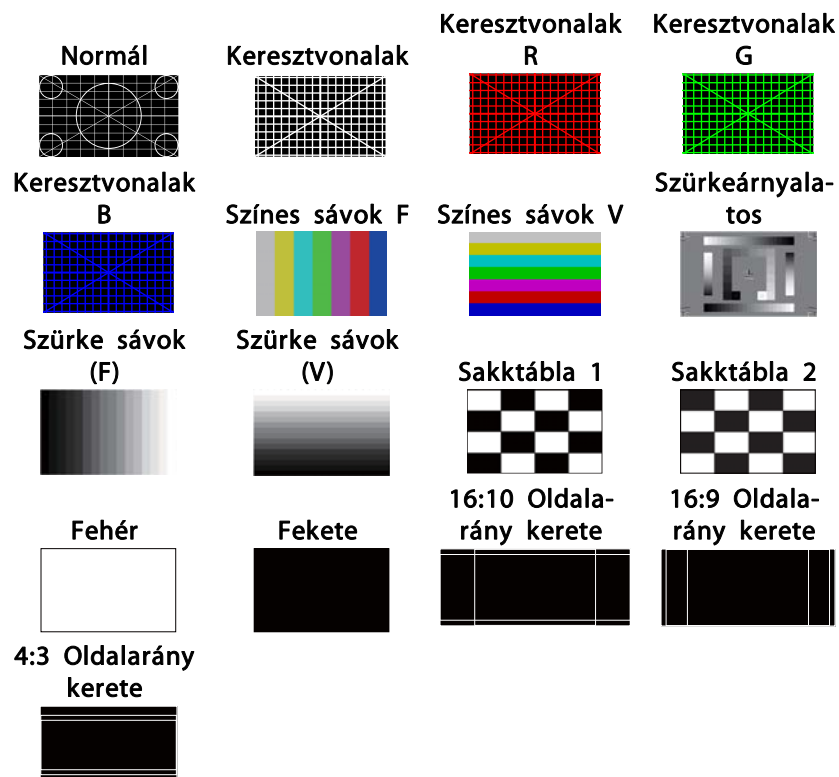 Normál
Keresztvonalak
Keresztvonalak
R
Keresztvonalak
G
Keresztvonalak
B
Színes sávok F
Színes sávok V
Szürkeárnyala-
tos
Szürke sávok
(F)
Szürke sávok
(V)
Sakktábla 1
Sakktábla 2
Fehér
Fekete
16:10 Oldala-
rány kerete
16:9 Oldala-
rány kerete
4:3 Oldalarány
kerete